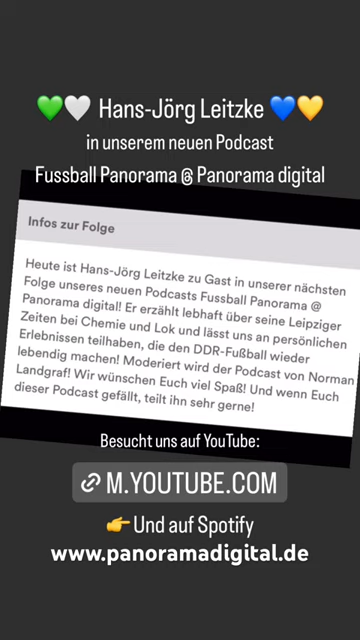 💚🤍 Hans-Jörg Leitzke 💙💛
in unserem neuen Podcast
Fussball Panorama @ Panorama digital
Infos zur Folge
Heute ist Hans-Jörg Leitzke zu Gast in unserer nächsten
Folge unseres neuen Podcasts Fussball Panorama @
Panorama digital! Er erzählt lebhaft über seine Leipziger
Zeiten bei Chemie und Lok und lässt uns an persönlichen
Erlebnissen teilhaben, die den DDR-Fußball wieder
lebendig machen! Moderiert wird der Podcast von Norman
Landgraf! Wir wünschen Euch viel Spaß! Und wenn Euch
dieser Podcast gefällt, teilt ihn sehr gerne!
Besucht uns auf YouTube:
M.YOUTUBE.COM
👉 Und auf Spotify
www.panoramadigital.de